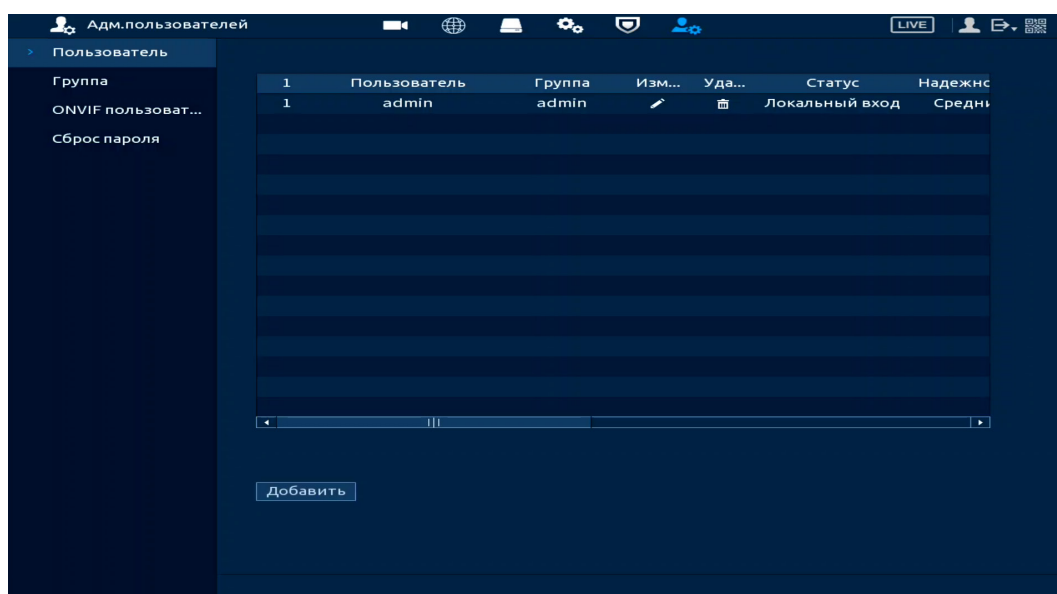 Адм.пользователей LIVE
Пользователь
Группа
ONVIF пользоват...
Сброс пароля
1 Пользователь Группа Изм... Уда... Статус Надежнс
1 admin admin Локальный вход Средни
Добавить